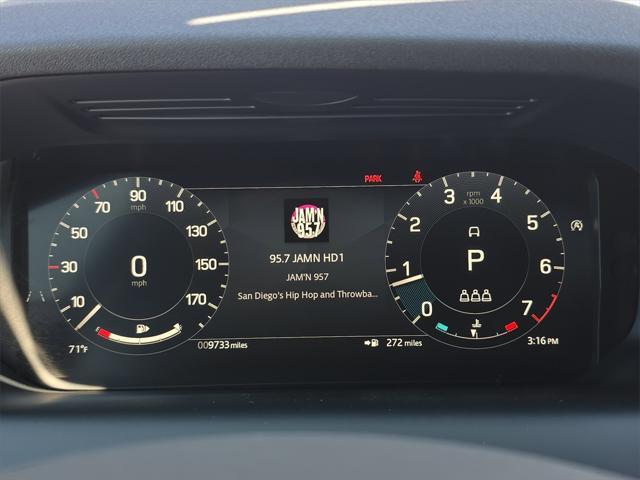 PARK
10
30
50
70
90
110
130
150
170
mph
0
mph
JAM'N
95.7
95.7 JAMN HD1
JAM'N 957
San Diego's Hip Hop and Throwba...
0
1
2
3
4
5
6
7
rpm
x 1000
P
71°F
009733 miles
272 miles
3:16 PM